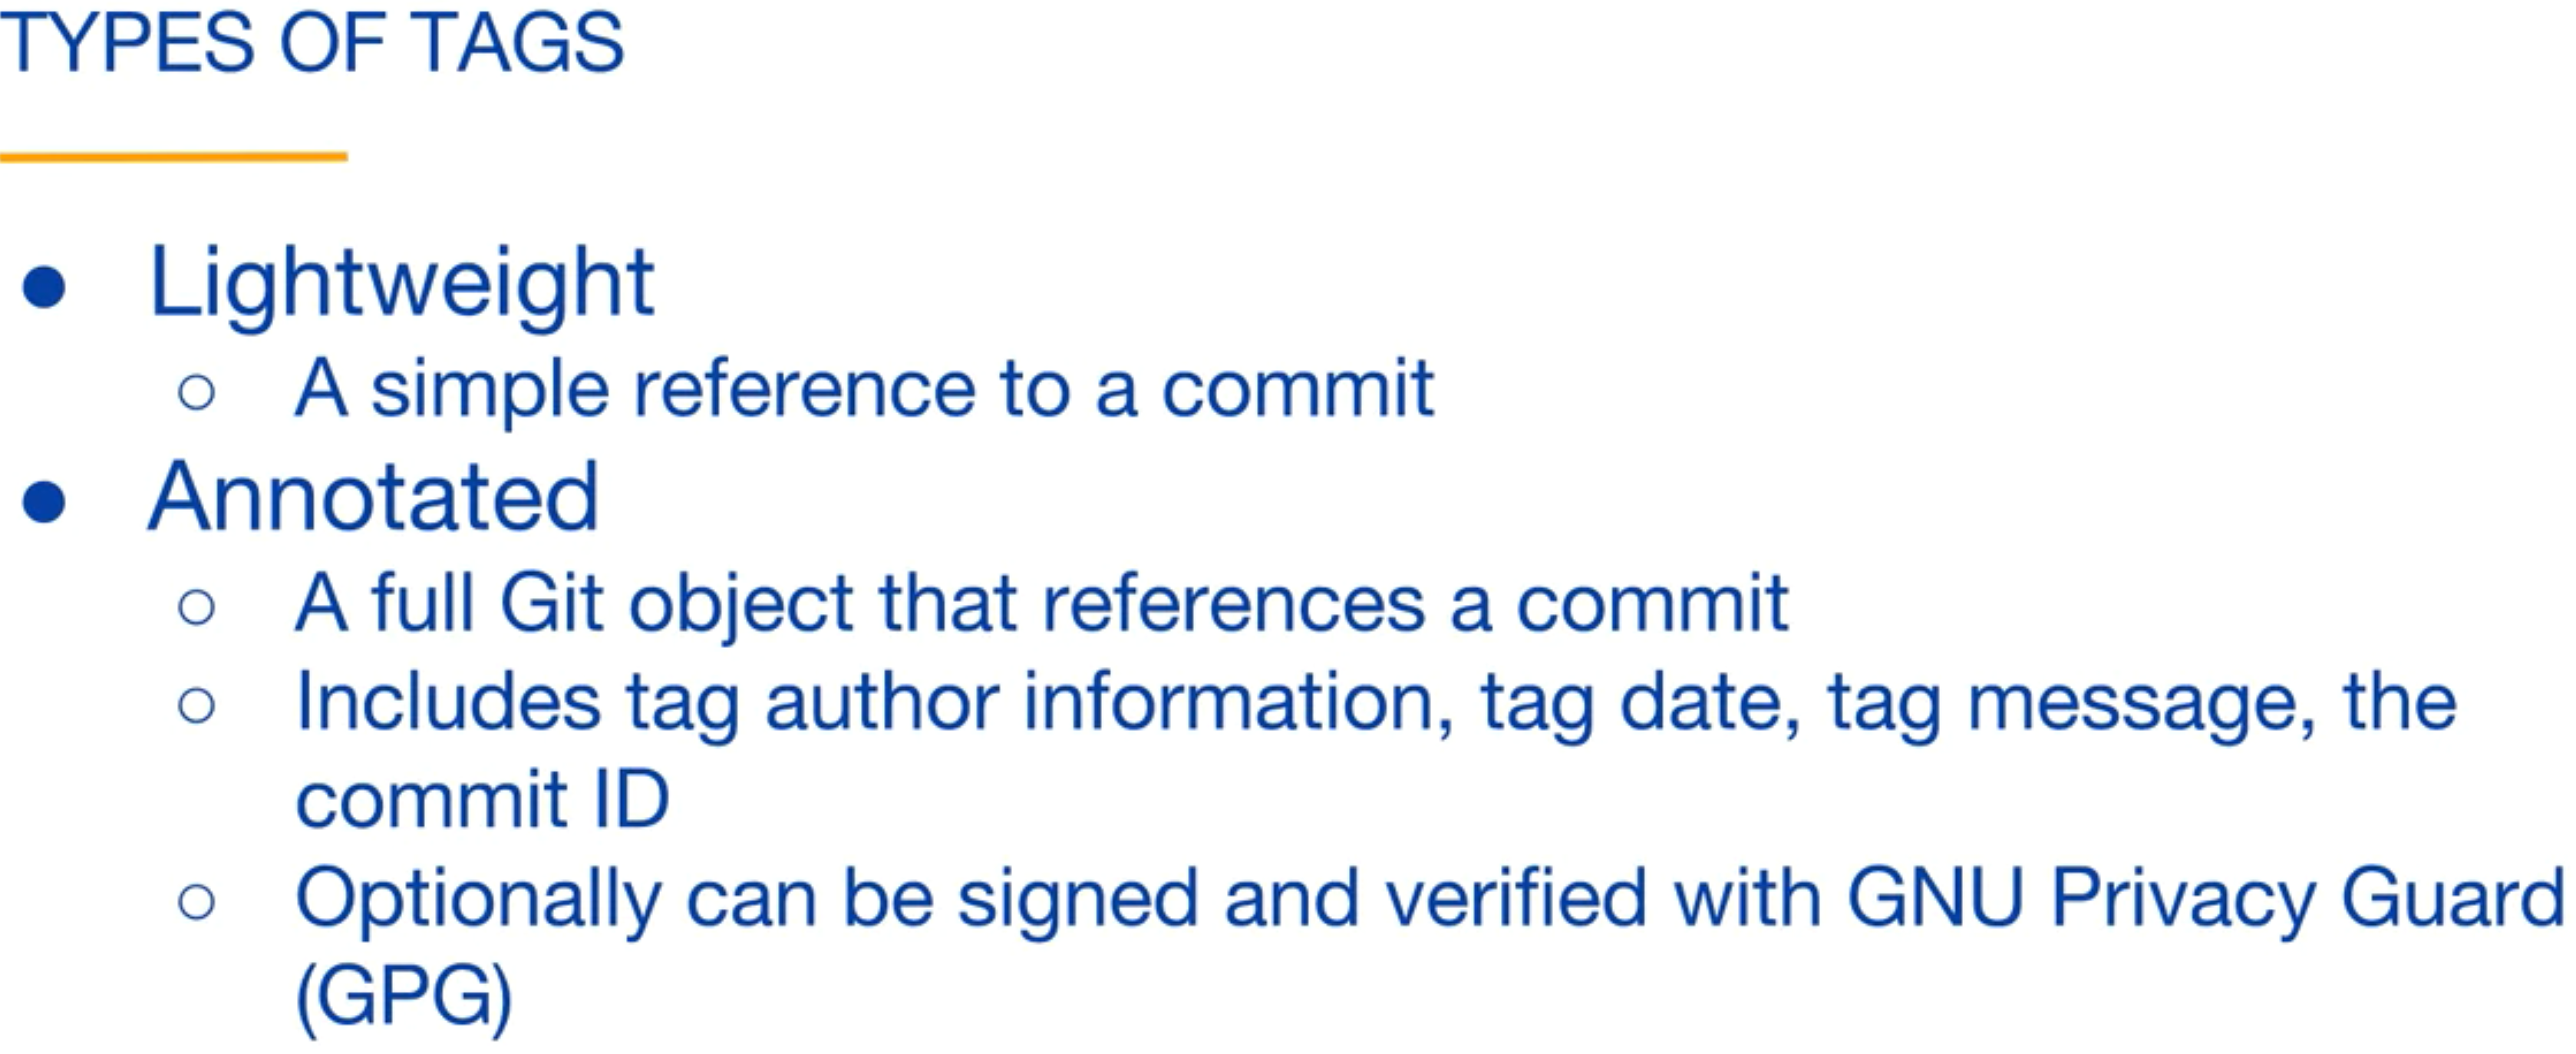 TYPES OF TAGS
● Lightweight
○ A simple reference to a commit
● Annotated
○ A full Git object that references a commit
○ Includes tag author information, tag date, tag message, the
commit ID
○ Optionally can be signed and verified with GNU Privacy Guard
(GPG)